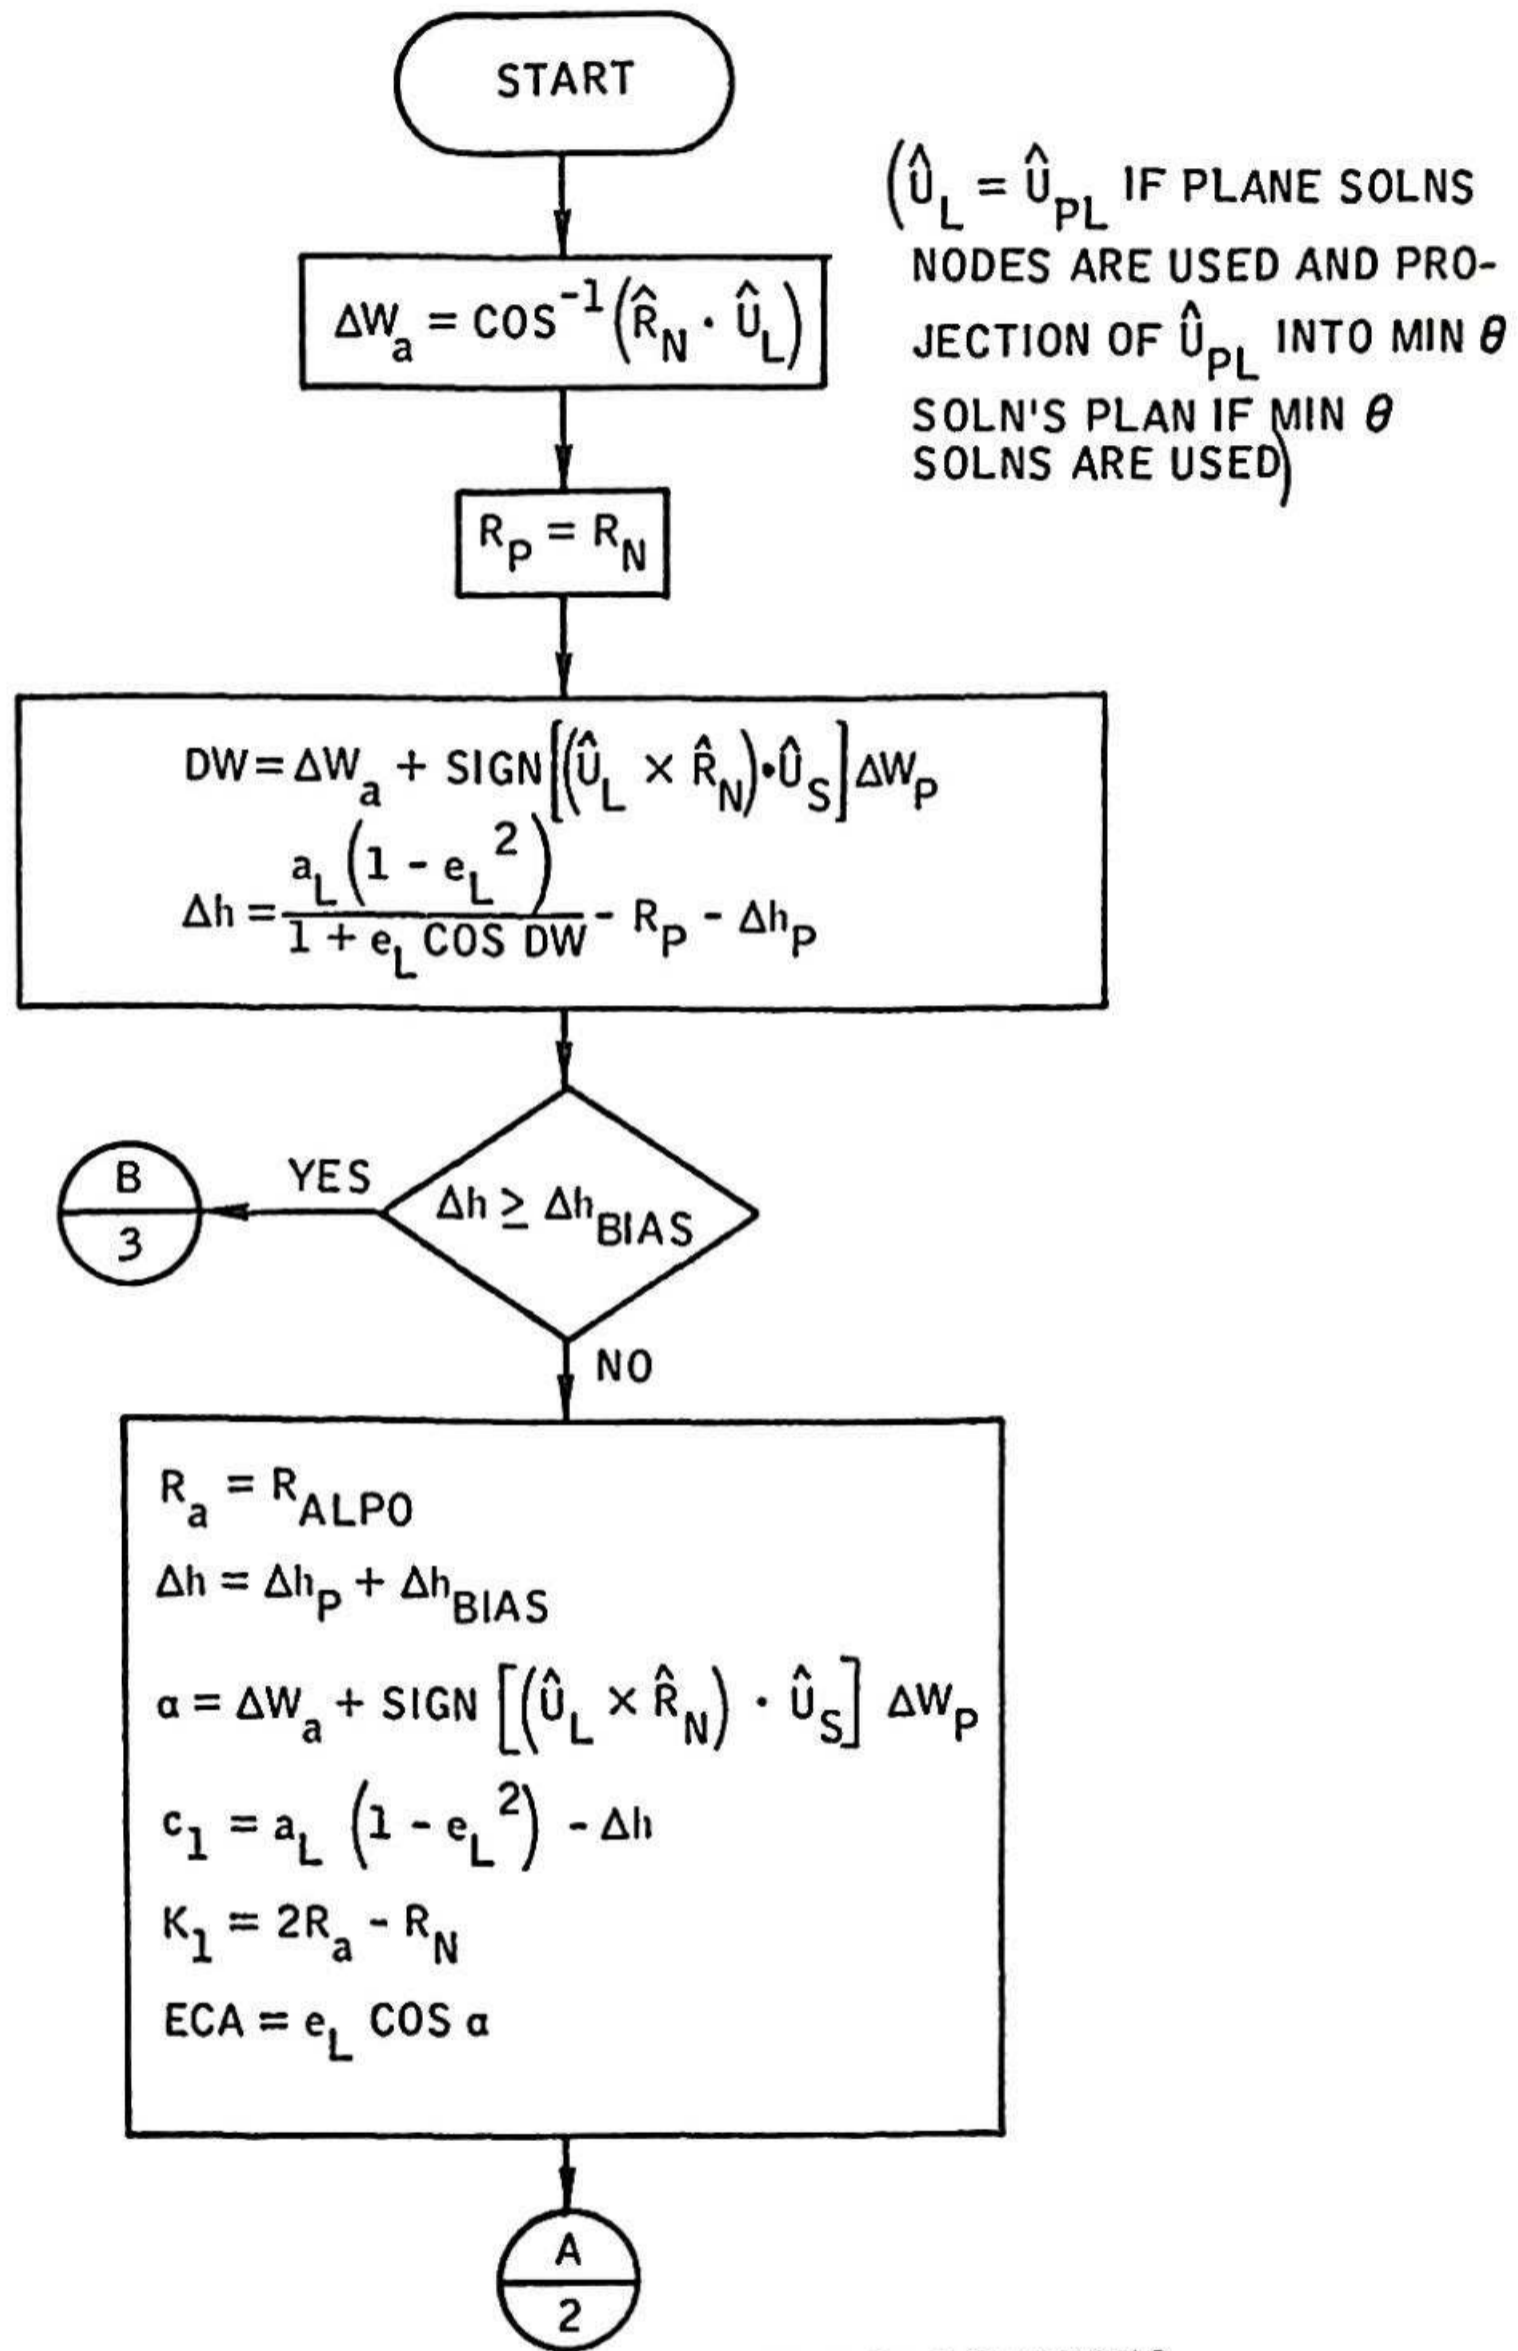 START
(Û_L = Û_PL IF PLANE SOLNS
NODES ARE USED AND PRO-
JECTION OF Û_PL INTO MIN θ
SOLN'S PLAN IF MIN θ
SOLNS ARE USED)
ΔW_a = COS^-1(R̂_N · Û_L)
R_P = R_N
DW = ΔW_a + SIGN[(Û_L × R̂_N)·Û_S]ΔW_P
Δh = a_L(1 - e_L^2) / (1 + e_L COS DW) - R_P - Δh_P
Δh ≥ Δh_BIAS
YES
B
3
NO
R_a = R_ALPO
Δh = Δh_P + Δh_BIAS
α = ΔW_a + SIGN [(Û_L × R̂_N) · Û_S] ΔW_P
c_1 = a_L (1 - e_L^2) - Δh
K_1 = 2R_a - R_N
ECA = e_L COS α
A
2